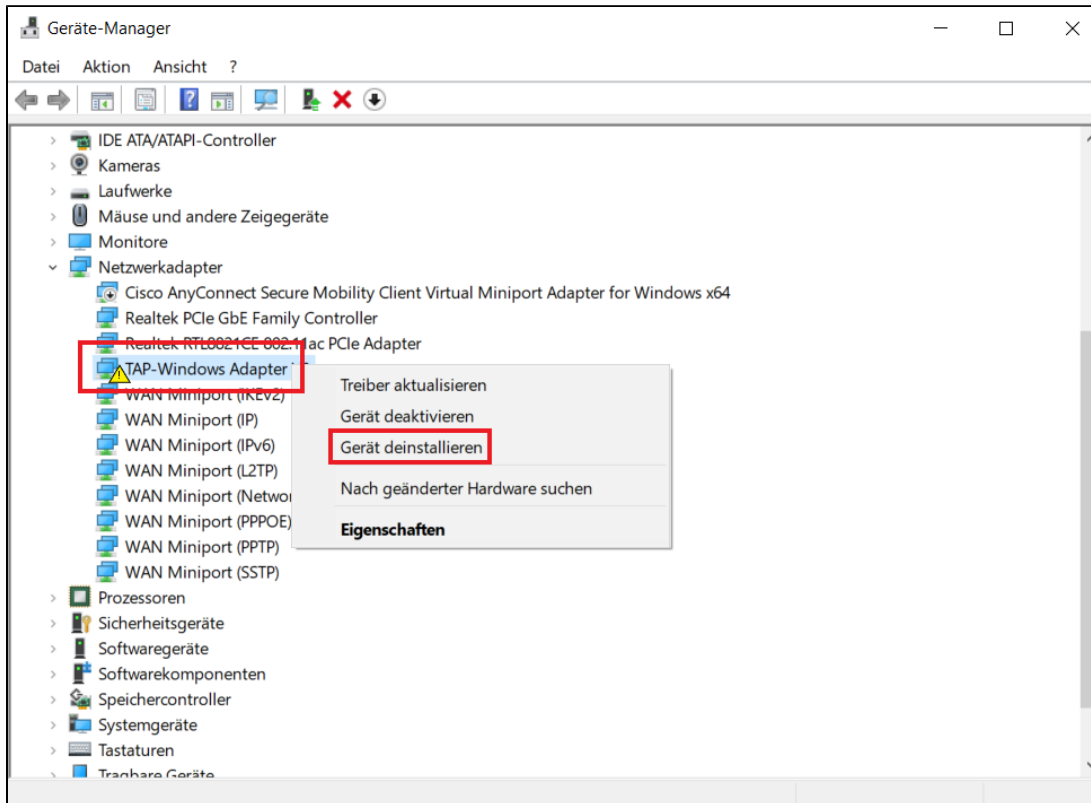 Geräte-Manager
Datei Aktion Ansicht ?
IDE ATA/ATAPI-Controller
Kameras
Laufwerke
Mäuse und andere Zeigegeräte
Monitore
Netzwerkadapter
Cisco AnyConnect Secure Mobility Client Virtual Miniport Adapter for Windows x64
Realtek PCIe GbE Family Controller
Realtek RTL8821CE 802.11ac PCIe Adapter
TAP-Windows Adapter
WAN Miniport (IKEv2)
WAN Miniport (IP)
WAN Miniport (IPv6)
WAN Miniport (L2TP)
WAN Miniport
WAN Miniport (PPPOE)
WAN Miniport (PPTP)
WAN Miniport (SSTP)
Prozessoren
Sicherheitsgeräte
Softwaregeräte
Softwarekomponenten
Speichercontroller
Systemgeräte
Tastaturen
Tragbare Geräte
Treiber aktualisieren
Gerät deaktivieren
Gerät deinstallieren
Nach geänderter Hardware suchen
Eigenschaften